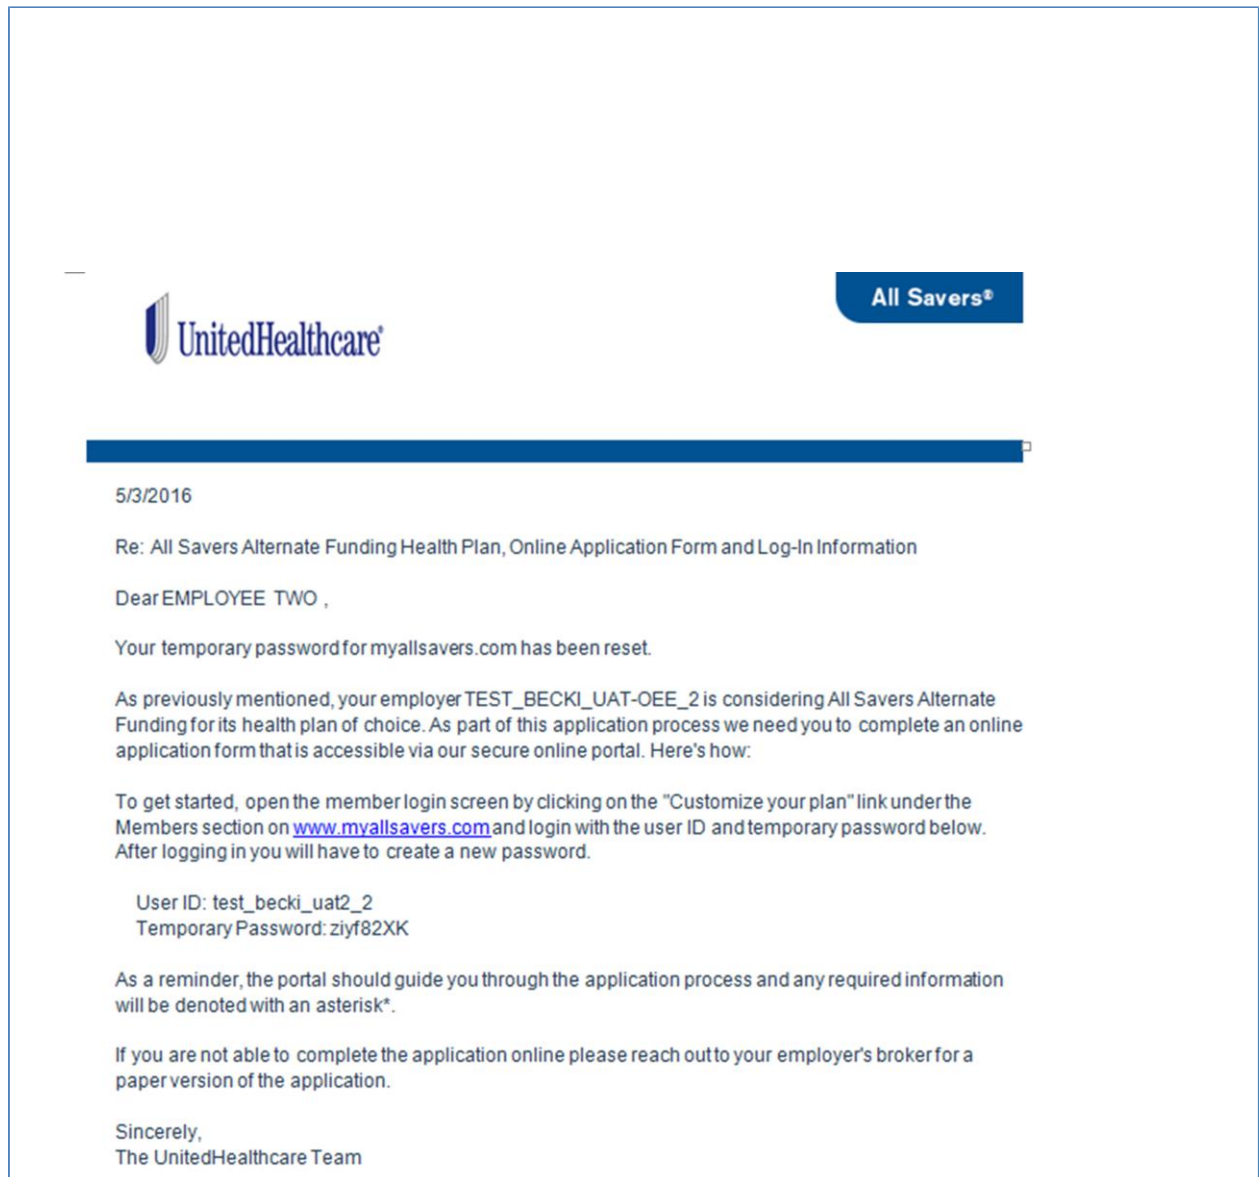 All Savers®
UnitedHealthcare®
5/3/2016
Re: All Savers Alternate Funding Health Plan, Online Application Form and Log-In Information
Dear EMPLOYEE TWO ,
Your temporary password for myallsavers.com has been reset.
As previously mentioned, your employer TEST_BECKI_UAT-OEE_2 is considering All Savers Alternate
Funding for its health plan of choice. As part of this application process we need you to complete an online
application form that is accessible via our secure online portal. Here's how:
To get started, open the member login screen by clicking on the "Customize your plan" link under the
Members section on www.myallsavers.com and login with the user ID and temporary password below.
After logging in you will have to create a new password.
User ID: test_becki_uat2_2
Temporary Password: ziyf82XK
As a reminder, the portal should guide you through the application process and any required information
will be denoted with an asterisk*.
If you are not able to complete the application online please reach out to your employer's broker for a
paper version of the application.
Sincerely,
The UnitedHealthcare Team